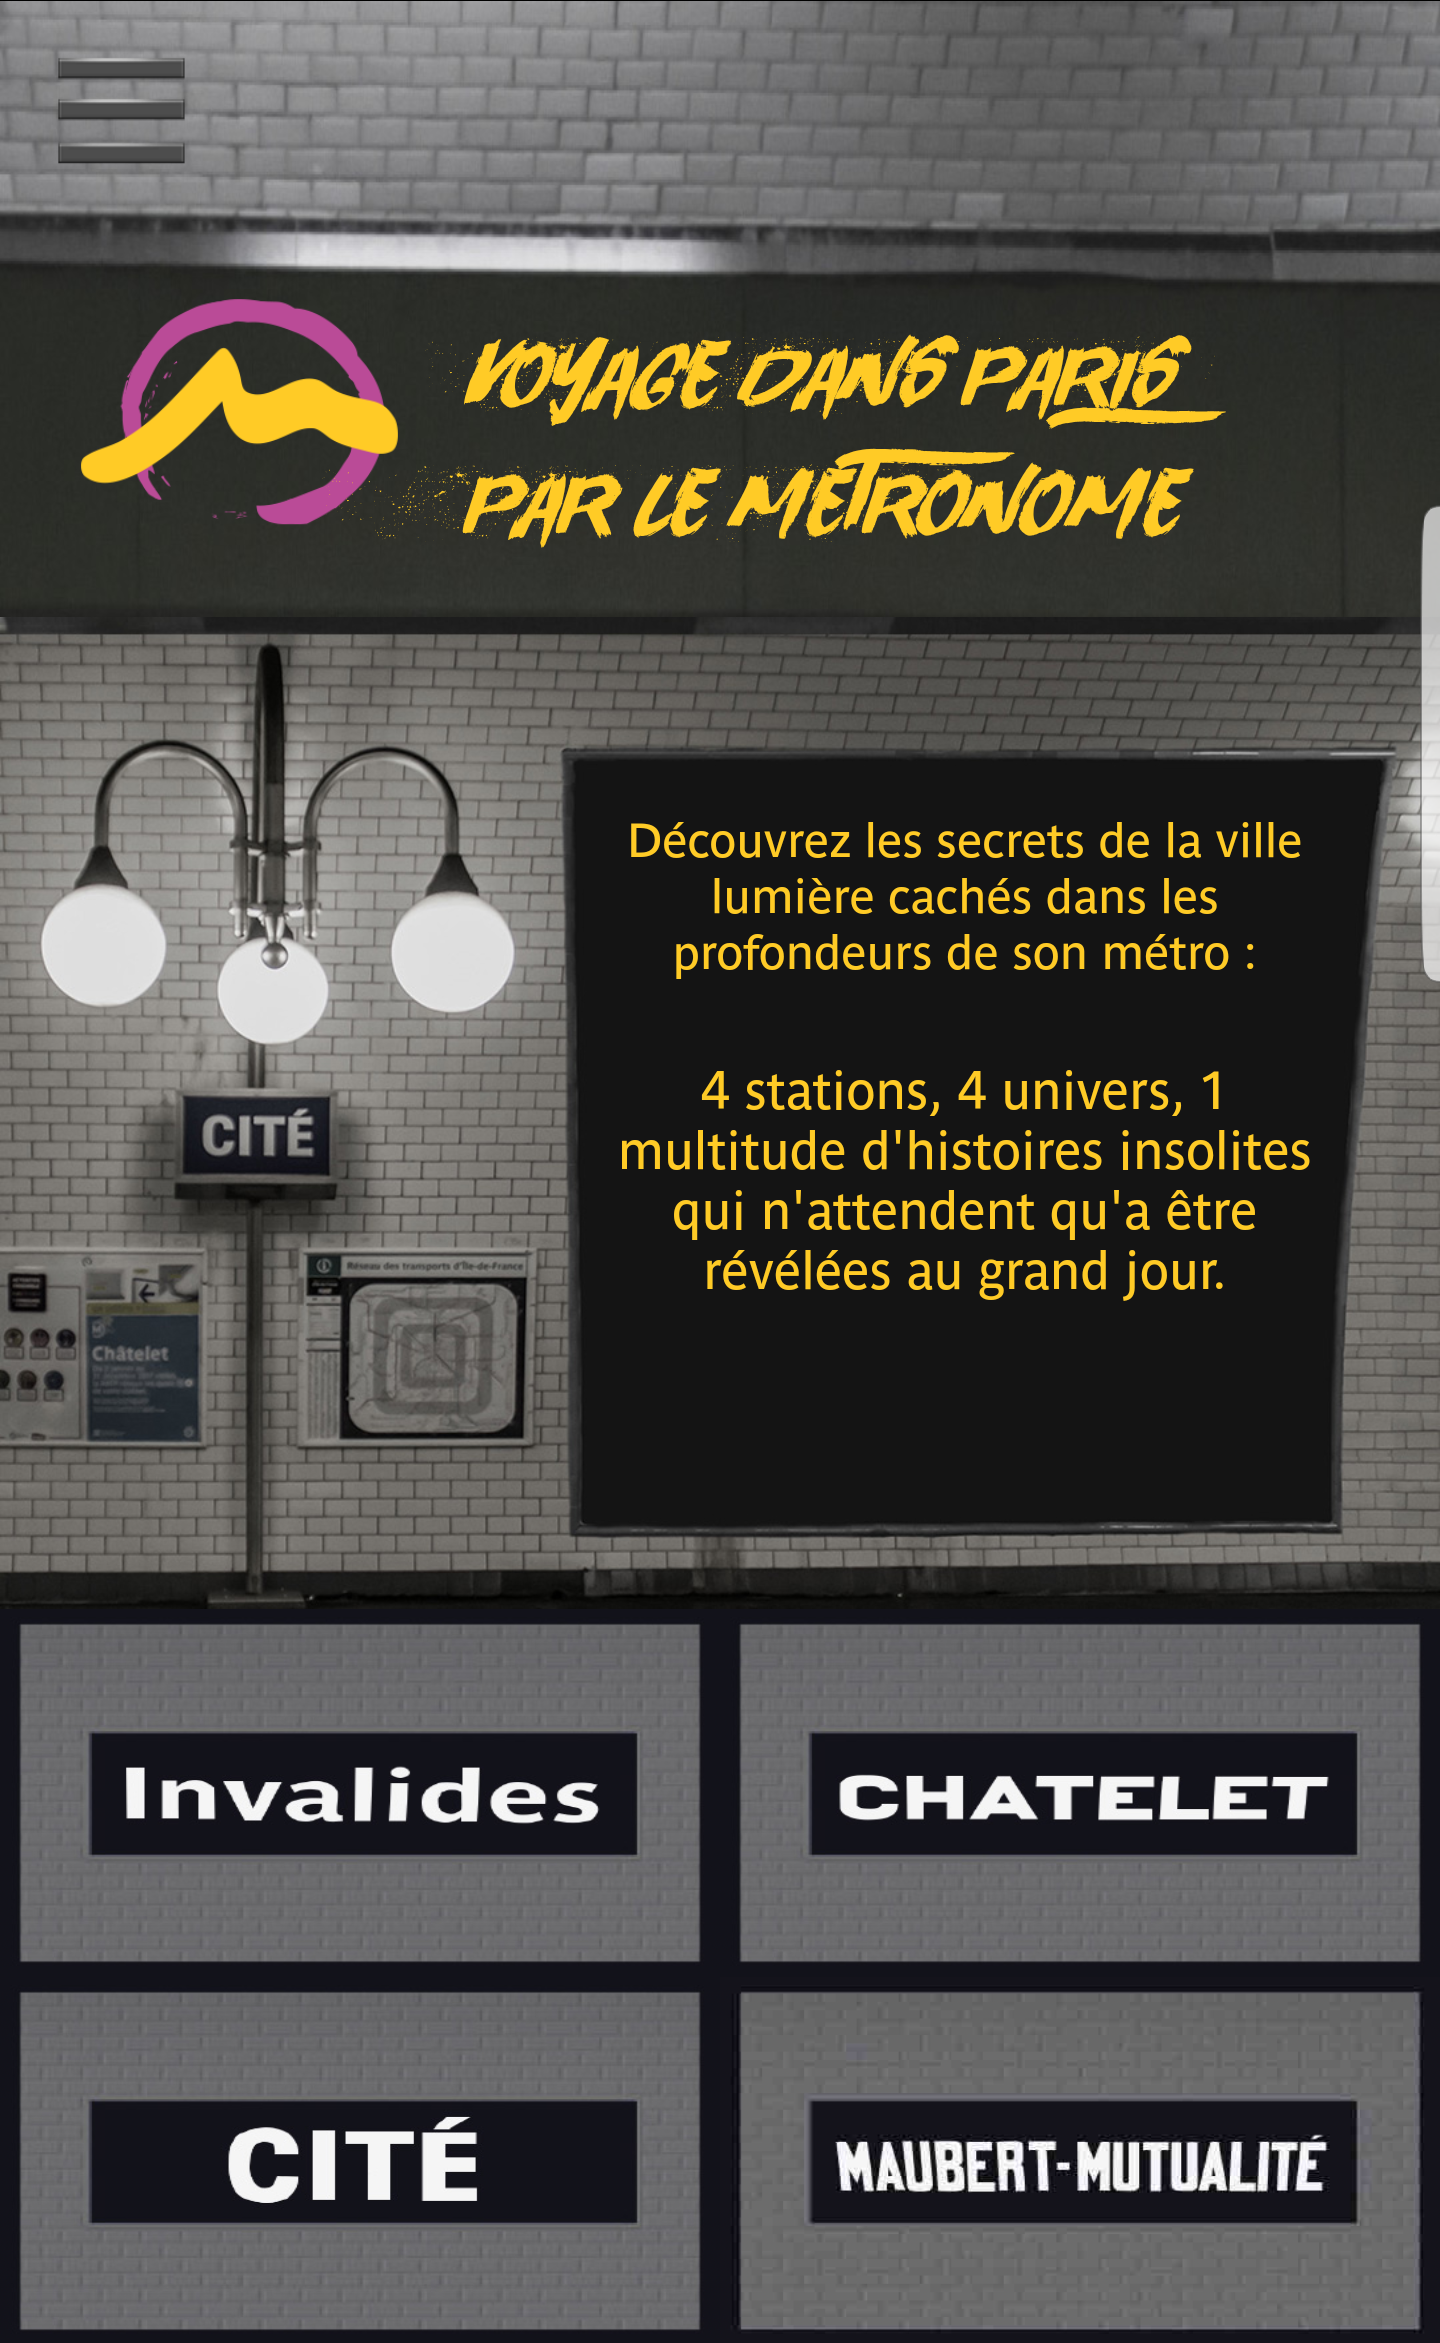 VOYAGE DANS PARIS
PAR LE METRONOME
Découvrez les secrets de la ville
lumière cachés dans les
profondeurs de son métro :
4 stations, 4 univers, 1
multitude d'histoires insolites
qui n'attendent qu'a être
révélées au grand jour.
CITÉ
Réseau des transports d'Île-de-France
Châtelet
Invalides
CHATELET
CITÉ
MAUBERT-MUTUALITÉ